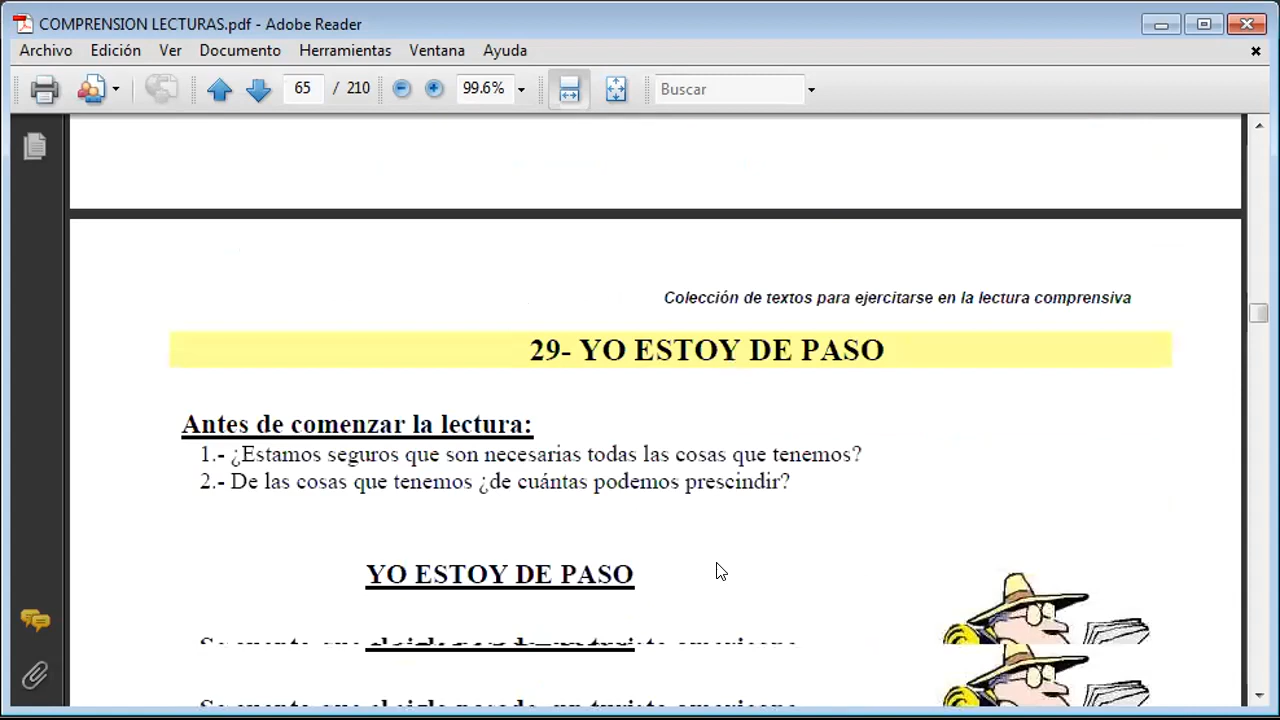 COMPRENSION LECTURAS.pdf - Adobe Reader
Archivo Edición Ver Documento Herramientas Ventana Ayuda
65 / 210 99.6% Buscar
Colección de textos para ejercitarse en la lectura comprensiva
29- YO ESTOY DE PASO
Antes de comenzar la lectura:
1.- ¿Estamos seguros que son necesarias todas las cosas que tenemos?
2.- De las cosas que tenemos ¿de cuántas podemos prescindir?
YO ESTOY DE PASO